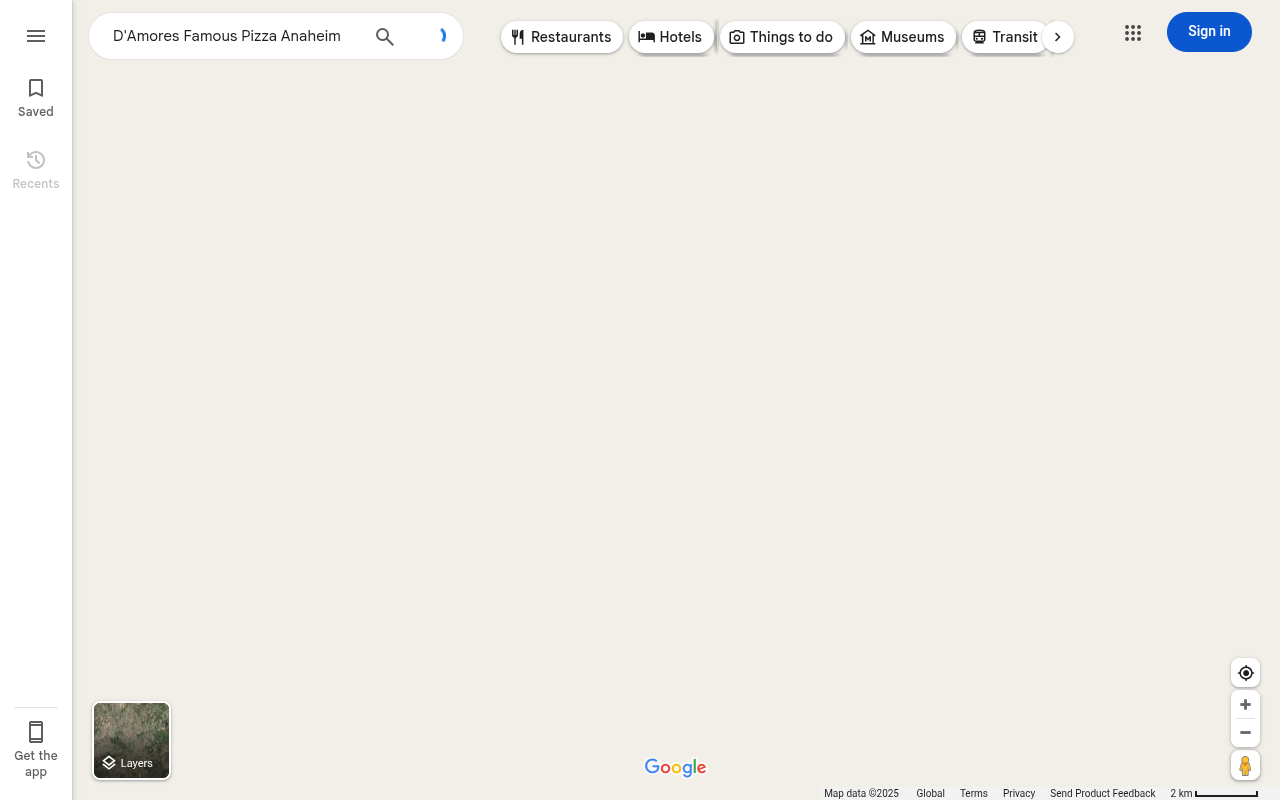 D'Amores Famous Pizza Anaheim
Restaurants
Hotels
Things to do
Museums
Transit
Sign in
Saved
Recents
Get the
app
Layers
Google
Map data ©2025 Global Terms Privacy Send Product Feedback 2 km